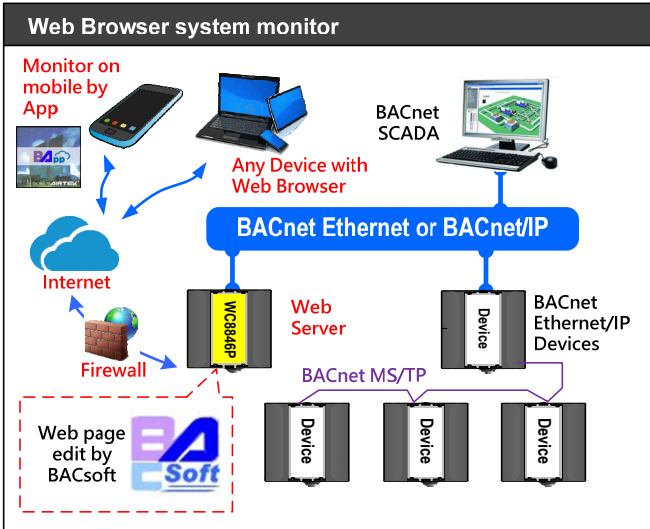 Web Browser system monitor
Monitor on
mobile by
App
BApp
AIRTEK
Any Device with
Web Browser
BACnet
SCADA
BACnet Ethernet or BACnet/IP
Internet
Firewall
WC8846P
Web
Server
Device
BACnet
Ethernet/IP
Devices
BACnet MS/TP
Device
Device
Device
Web page
edit by
BACsoft
BAC
Soft